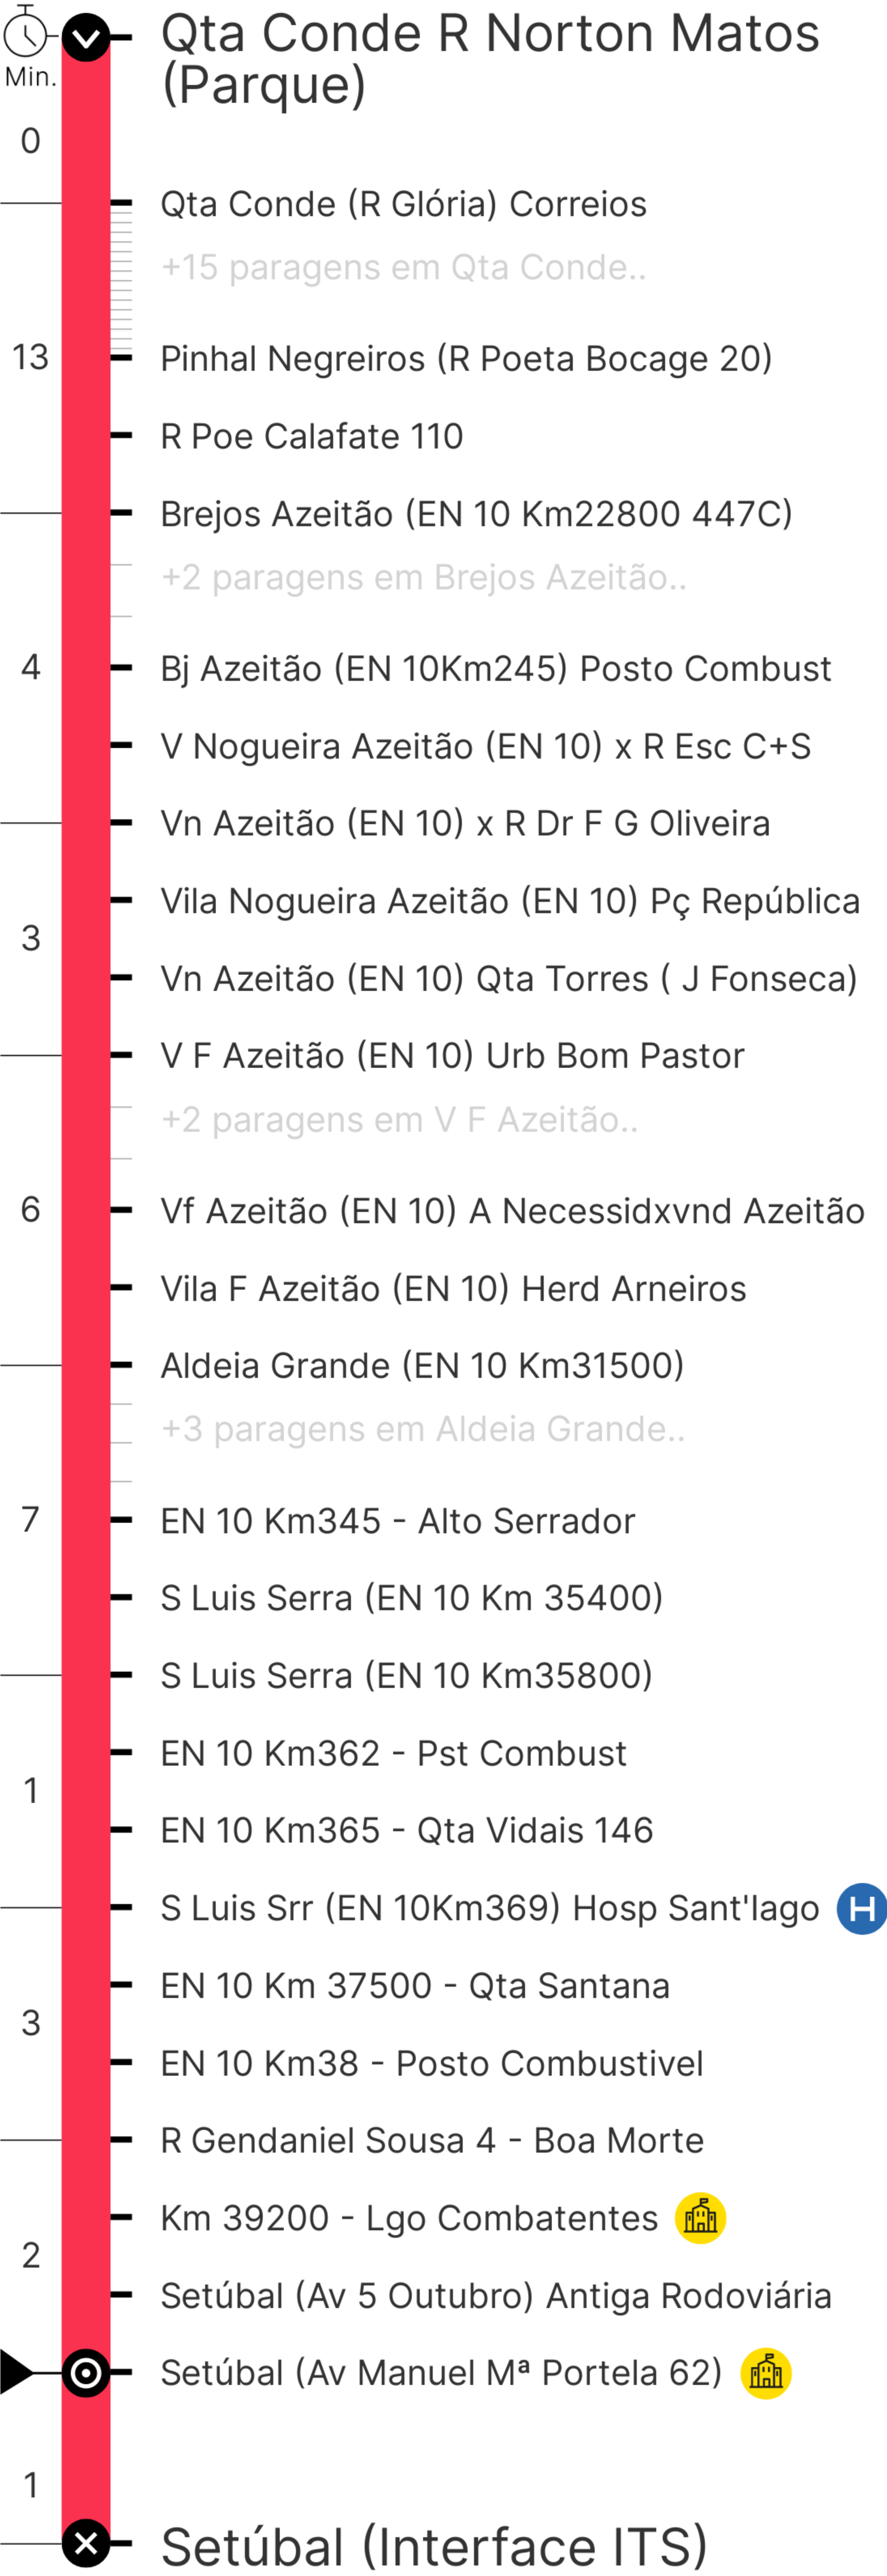 Qta Conde R Norton Matos
(Parque)
Min.
0
Qta Conde (R Glória) Correios
+15 paragens em Qta Conde..
13
Pinhal Negreiros (R Poeta Bocage 20)
R Poe Calafate 110
Brejos Azeitão (EN 10 Km22800 447C)
+2 paragens em Brejos Azeitão..
4
Bj Azeitão (EN 10Km245) Posto Combust
V Nogueira Azeitão (EN 10) x R Esc C+S
Vn Azeitão (EN 10) x R Dr F G Oliveira
Vila Nogueira Azeitão (EN 10) Pç República
3
Vn Azeitão (EN 10) Qta Torres ( J Fonseca)
V F Azeitão (EN 10) Urb Bom Pastor
+2 paragens em V F Azeitão..
6
Vf Azeitão (EN 10) A Necessidxvnd Azeitão
Vila F Azeitão (EN 10) Herd Arneiros
Aldeia Grande (EN 10 Km31500)
+3 paragens em Aldeia Grande..
7
EN 10 Km345 - Alto Serrador
S Luis Serra (EN 10 Km 35400)
S Luis Serra (EN 10 Km35800)
EN 10 Km362 - Pst Combust
1
EN 10 Km365 - Qta Vidais 146
S Luis Srr (EN 10Km369) Hosp Sant'Iago H
EN 10 Km 37500 - Qta Santana
3
EN 10 Km38 - Posto Combustivel
R Gendaniel Sousa 4 - Boa Morte
Km 39200 - Lgo Combatentes
2
Setúbal (Av 5 Outubro) Antiga Rodoviária
Setúbal (Av Manuel Mª Portela 62)
1
Setúbal (Interface ITS)